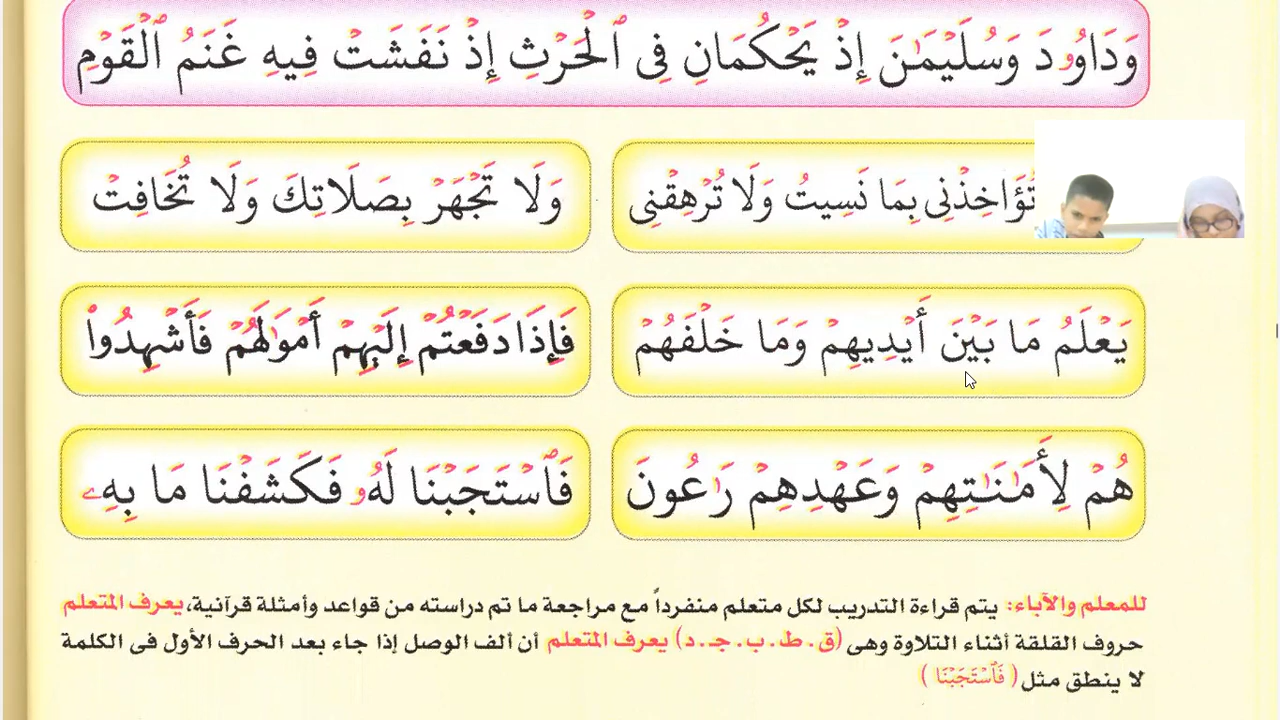 وَدَاوُۥدَ وَسُلَيْمَٰنَ إِذْ يَحْكُمَانِ فِى ٱلْحَرْثِ إِذْ نَفَشَتْ فِيهِ غَنَمُ ٱلْقَوْمِ
تُؤَاخِذْنِى بِمَا نَسِيتُ وَلَا تُرْهِقْنِى
وَلَا تَجْهَرْ بِصَلَاتِكَ وَلَا تُخَافِتْ
يَعْلَمُ مَا بَيْنَ أَيْدِيهِمْ وَمَا خَلْفَهُمْ
فَإِذَا دَفَعْتُمْ إِلَيْهِمْ أَمْوَٰلَهُمْ فَأَشْهِدُوا۟
هُمْ لِأَمَٰنَٰتِهِمْ وَعَهْدِهِمْ رَٰعُونَ
فَٱسْتَجَبْنَا لَهُۥ فَكَشَفْنَا مَا بِهِۦ
للمعلم والآباء: يتم قراءة التدريب لكل متعلم منفرداً مع مراجعة ما تم دراسته من قواعد وأمثلة قرآنية، يعرف المتعلم
حروف القلقة أثناء التلاوة وهى (ق . ط . ب . جـ . د) يعرف المتعلم أن ألف الوصل إذا جاء بعد الحرف الأول فى الكلمة
لا ينطق مثل ( فَٱسْتَجَبْنَا )